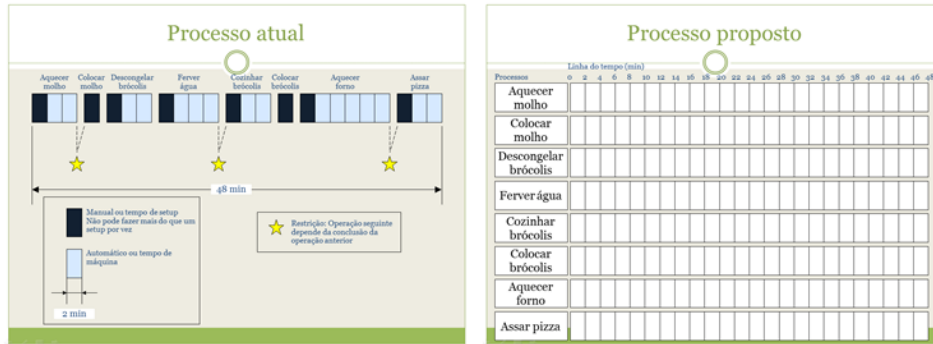 Processo atual
Aquecer molho
Colocar molho
Descongelar brócolis
Ferver água
Cozinhar brócolis
Colocar brócolis
Aquecer forno
Assar pizza
48 min
Manual ou tempo de setup
Não pode fazer mais do que um
setup por vez
Automático ou tempo de
máquina
2 min
Restrição: Operação seguinte
depende da conclusão da
operação anterior
Processo proposto
Linha do tempo (min)
Processos 0 2 4 6 8 10 12 14 16 18 20 22 24 26 28 30 32 34 36 38 40 42 44 46 48
Aquecer
molho
Colocar
molho
Descongelar
brócolis
Ferver água
Cozinhar
brócolis
Colocar
brócolis
Aquecer
forno
Assar pizza